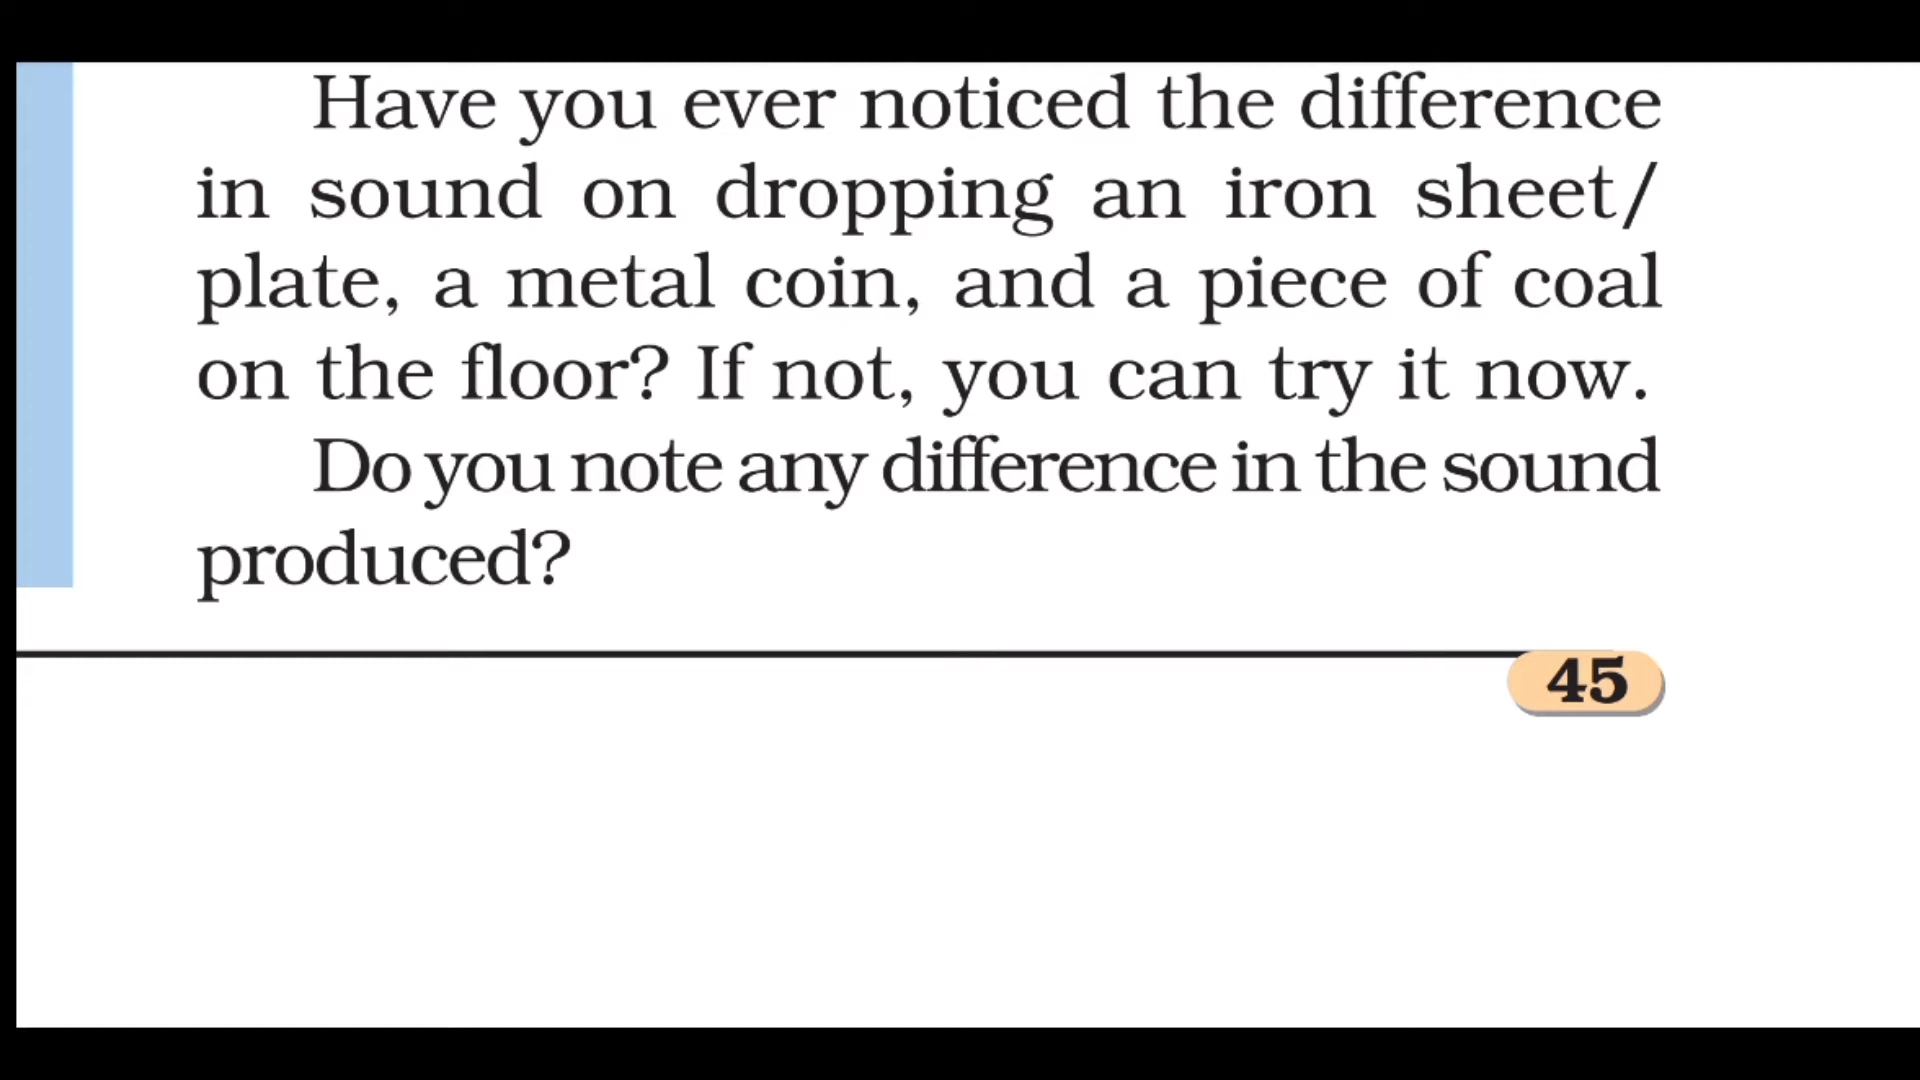 Have you ever noticed the difference
in sound on dropping an iron sheet/
plate, a metal coin, and a piece of coal
on the floor? If not, you can try it now.
Do you note any difference in the sound
produced?
45